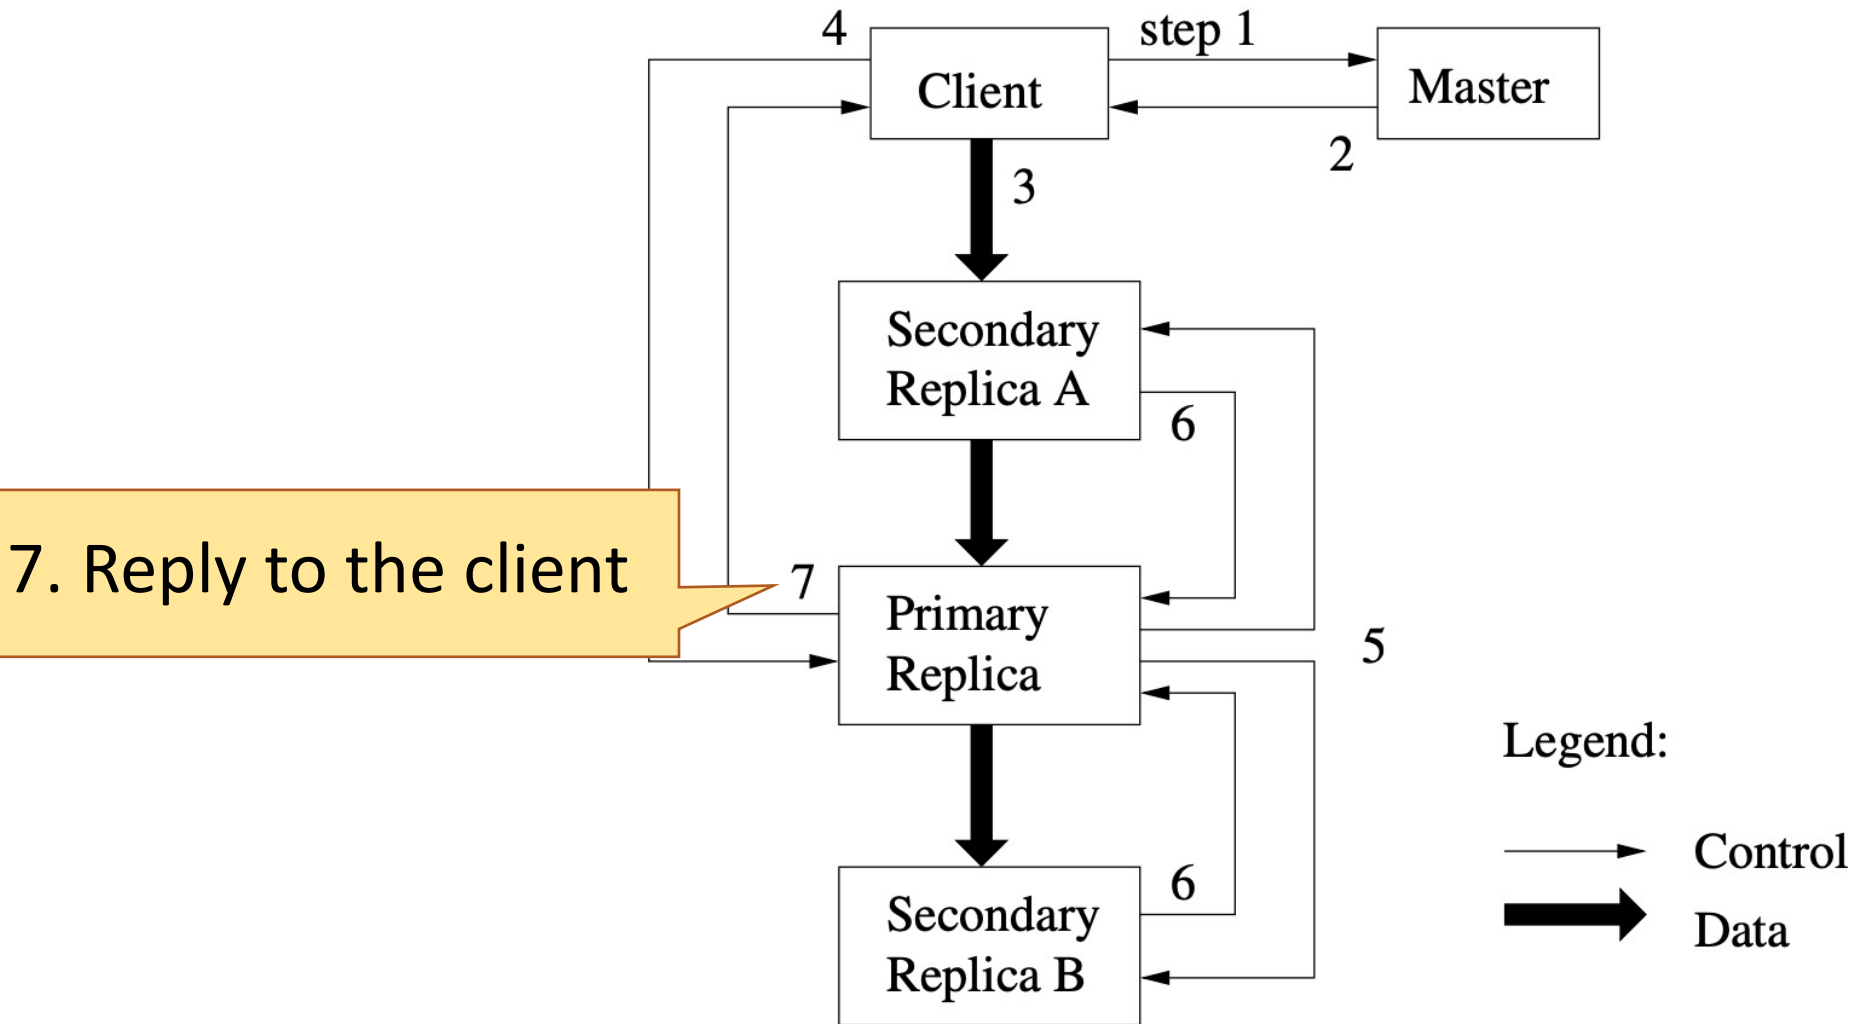 4
step 1
Client
Master
2
3
Secondary
Replica A
6
7. Reply to the client
7
Primary
Replica
5
Legend:
Control
6
Secondary
Replica B
Data